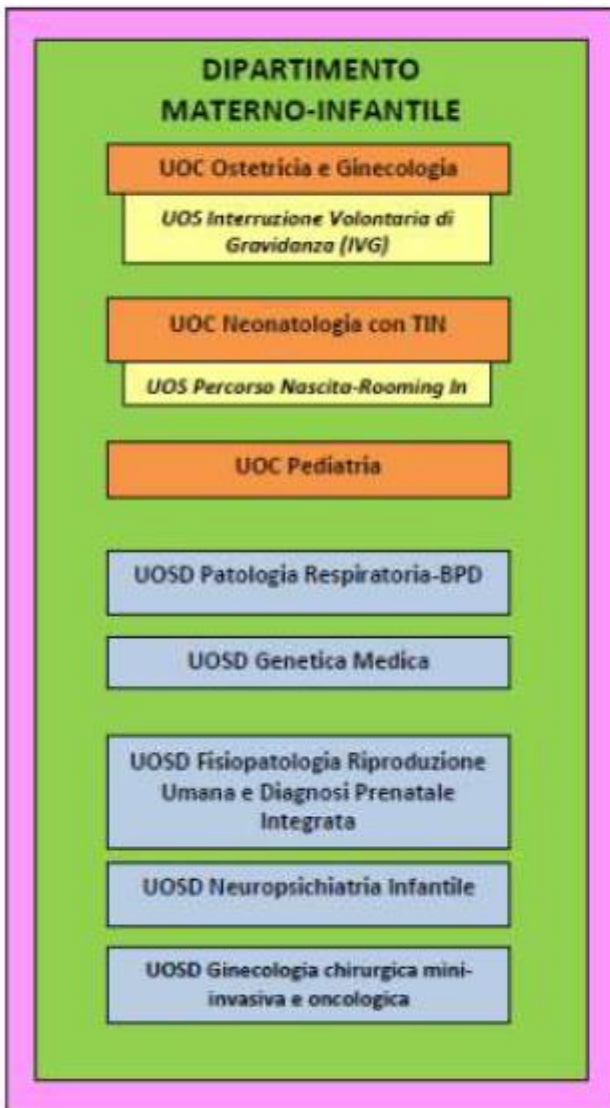 DIPARTIMENTO
MATERNO-INFANTILE
UOC Ostetricia e Ginecologia
UOS Interruzione Volontaria di
Gravidanza (IVG)
UOC Neonatologia con TIN
UOS Percorso Nascita-Rooming In
UOC Pediatria
UOSD Patologia Respiratoria-BPD
UOSD Genetica Medica
UOSD Fisiopatologia Riproduzione
Umana e Diagnosi Prenatale
Integrata
UOSD Neuropsichiatria Infantile
UOSD Ginecologia chirurgica mini-
invasiva e oncologica